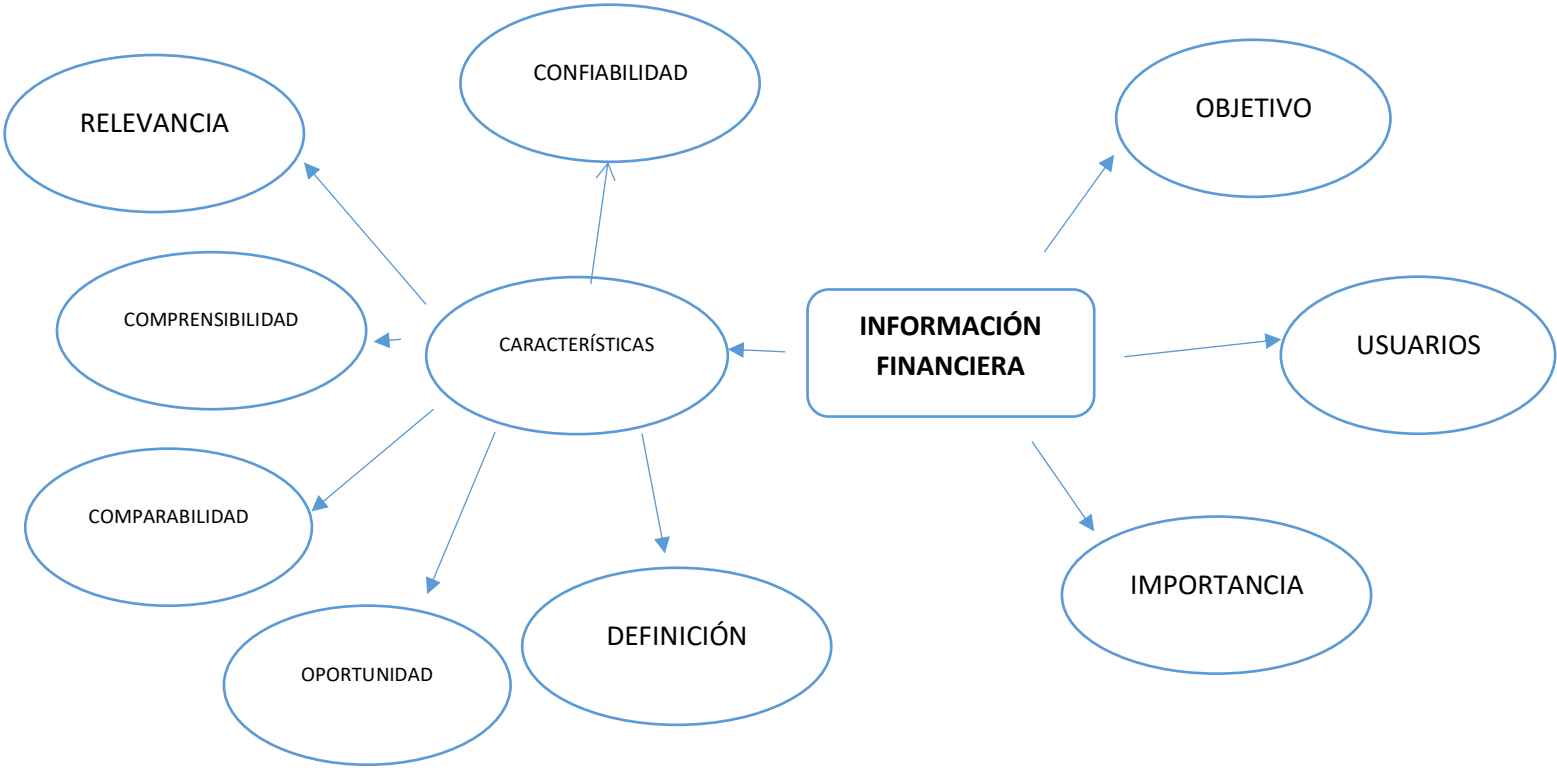 CONFIABILIDAD
OBJETIVO
RELEVANCIA
COMPRENSIBILIDAD
INFORMACIÓN
FINANCIERA
CARACTERÍSTICAS
USUARIOS
COMPARABILIDAD
IMPORTANCIA
DEFINICIÓN
OPORTUNIDAD